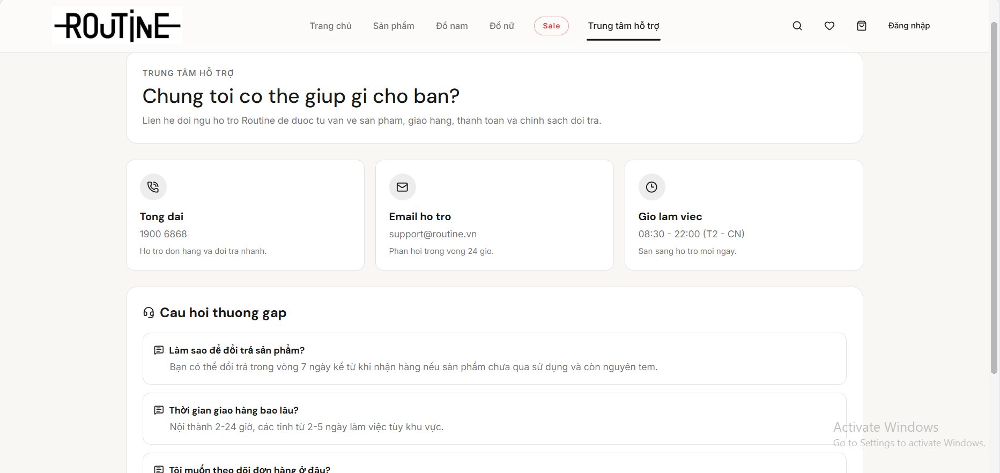 ROUTINE
Trang chủ
Sản phẩm
Đồ nam
Đồ nữ
Sale
Trung tâm hỗ trợ
Đăng nhập
TRUNG TÂM HỖ TRỢ
Chung toi co the giup gi cho ban?
Lien he doi ngu ho tro Routine de duoc tu van ve san pham, giao hang, thanh toan va chinh sach doi tra.
Tong dai
1900 6868
Ho tro don hang va doi tra nhanh.
Email ho tro
support@routine.vn
Phan hoi trong vong 24 gio.
Gio lam viec
08:30 - 22:00 (T2 - CN)
San sang ho tro moi ngay.
Cau hoi thuong gap
Làm sao để đổi trả sản phẩm?
Bạn có thể đổi trả trong vòng 7 ngày kể từ khi nhận hàng nếu sản phẩm chưa qua sử dụng và còn nguyên tem.
Thời gian giao hàng bao lâu?
Nội thành 2-24 giờ, các tỉnh từ 2-5 ngày làm việc tùy khu vực.
Tôi muốn theo dõi đơn hàng ở đâu?
Activate Windows
Go to Settings to activate Windows.